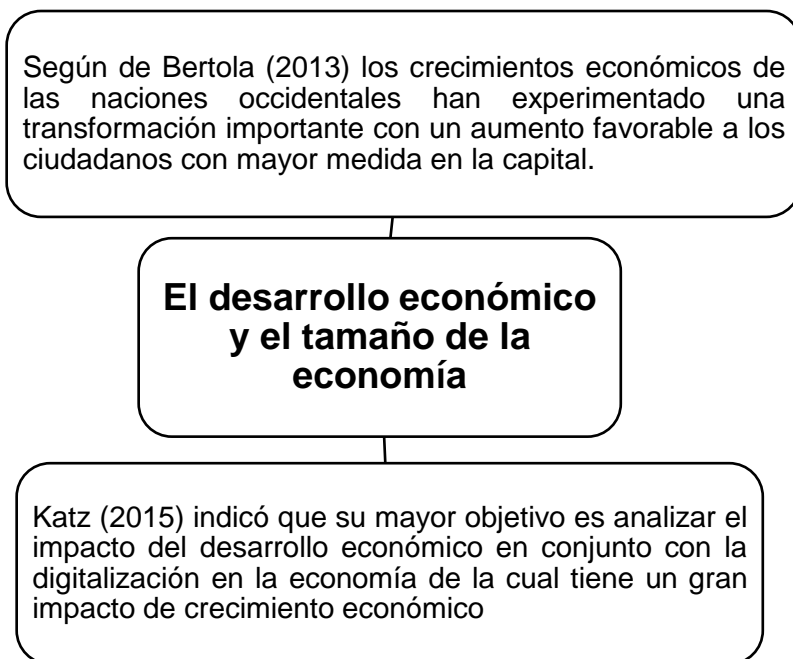 Según de Bertola (2013) los crecimientos económicos de
las naciones occidentales han experimentado una
transformación importante con un aumento favorable a los
ciudadanos con mayor medida en la capital.
El desarrollo económico
y el tamaño de la
economía
Katz (2015) indicó que su mayor objetivo es analizar el
impacto del desarrollo económico en conjunto con la
digitalización en la economía de la cual tiene un gran
impacto de crecimiento económico